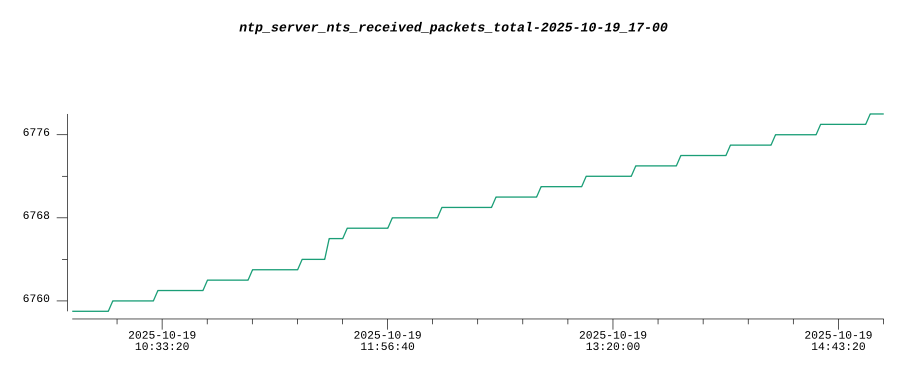 ntp_server_nts_received_packets_total-2025-10-19_17-00
6776
6768
6760
2025-10-19 2025-10-19 2025-10-19 2025-10-19
10:33:20 11:56:40 13:20:00 14:43:20